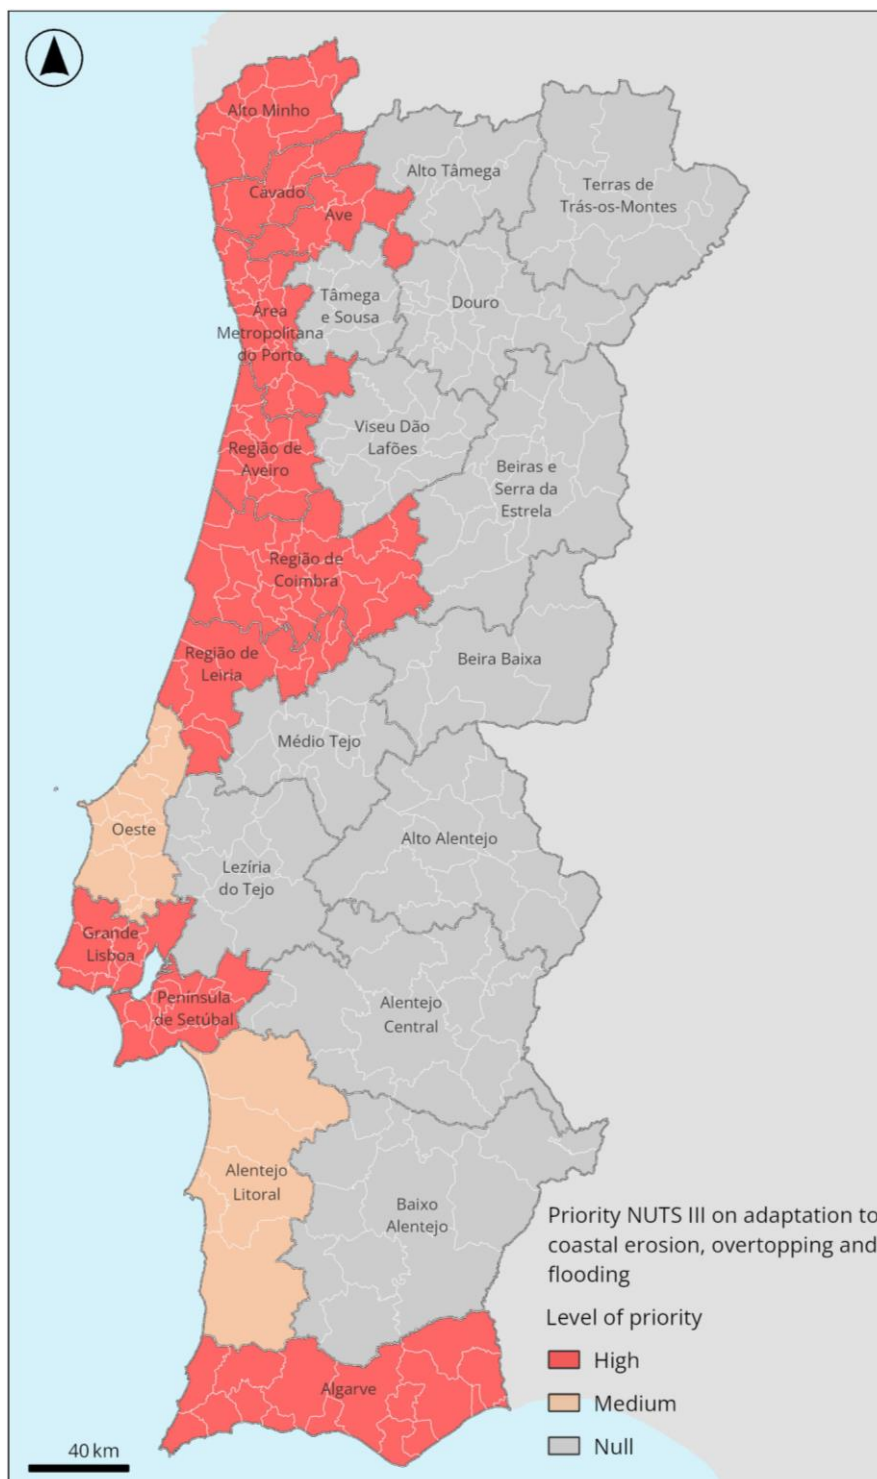 Alto Minho
Alto Tâmega
Terras de
Trás-os-Montes
Cávado
Ave
Tâmega
e Sousa
Douro
Área
Metropolitana
do Porto
Viseu Dão
Lafões
Região de
Aveiro
Beiras e
Serra da
Estrela
Região de
Coimbra
Região de
Leiria
Beira Baixa
Médio Tejo
Oeste
Alto Alentejo
Lezíria
do Tejo
Grande
Lisboa
Península
de Setúbal
Alentejo
Central
Alentejo
Litoral
Baixo
Alentejo
Algarve
Priority NUTS III on adaptation to
coastal erosion, overtopping and
flooding
Level of priority
High
Medium
Null
40 km